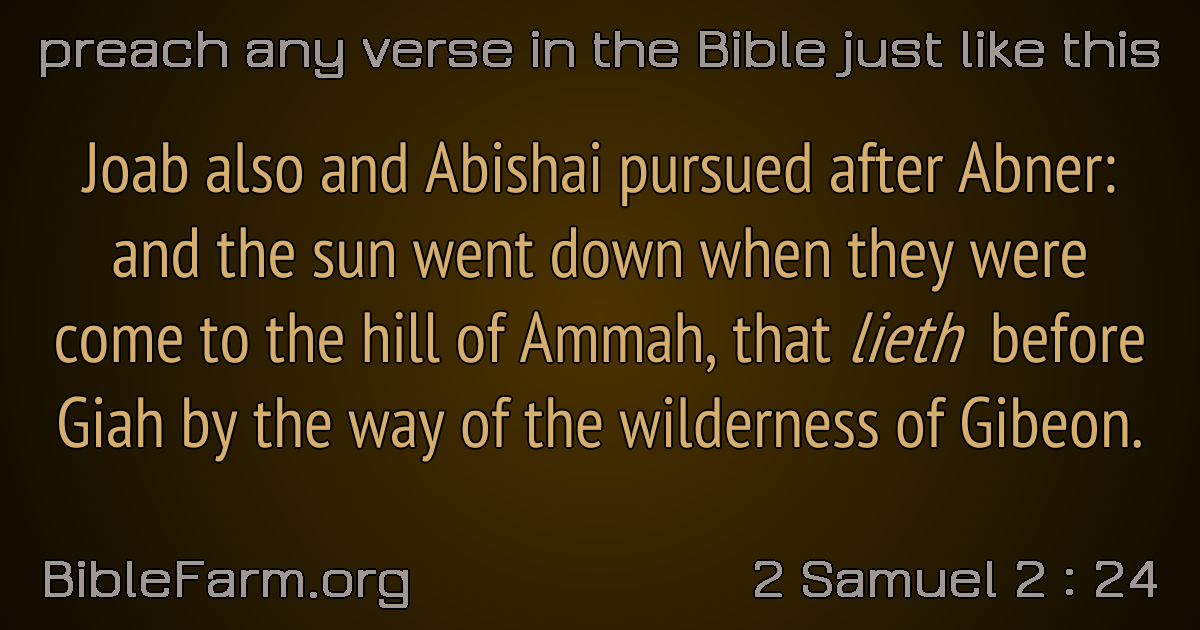 preach any verse in the Bible just like this
Joab also and Abishai pursued after Abner:
and the sun went down when they were
come to the hill of Ammah, that lieth before
Giah by the way of the wilderness of Gibeon.
BibleFarm.org
2 Samuel 2 : 24